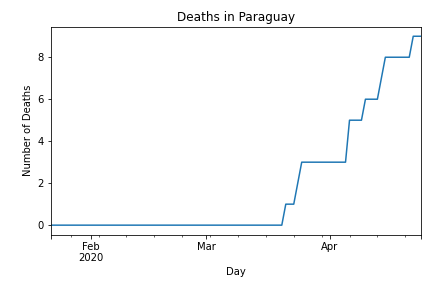 Deaths in Paraguay
Number of Deaths
8
6
4
2
0
Feb
2020
Mar
Apr
Day